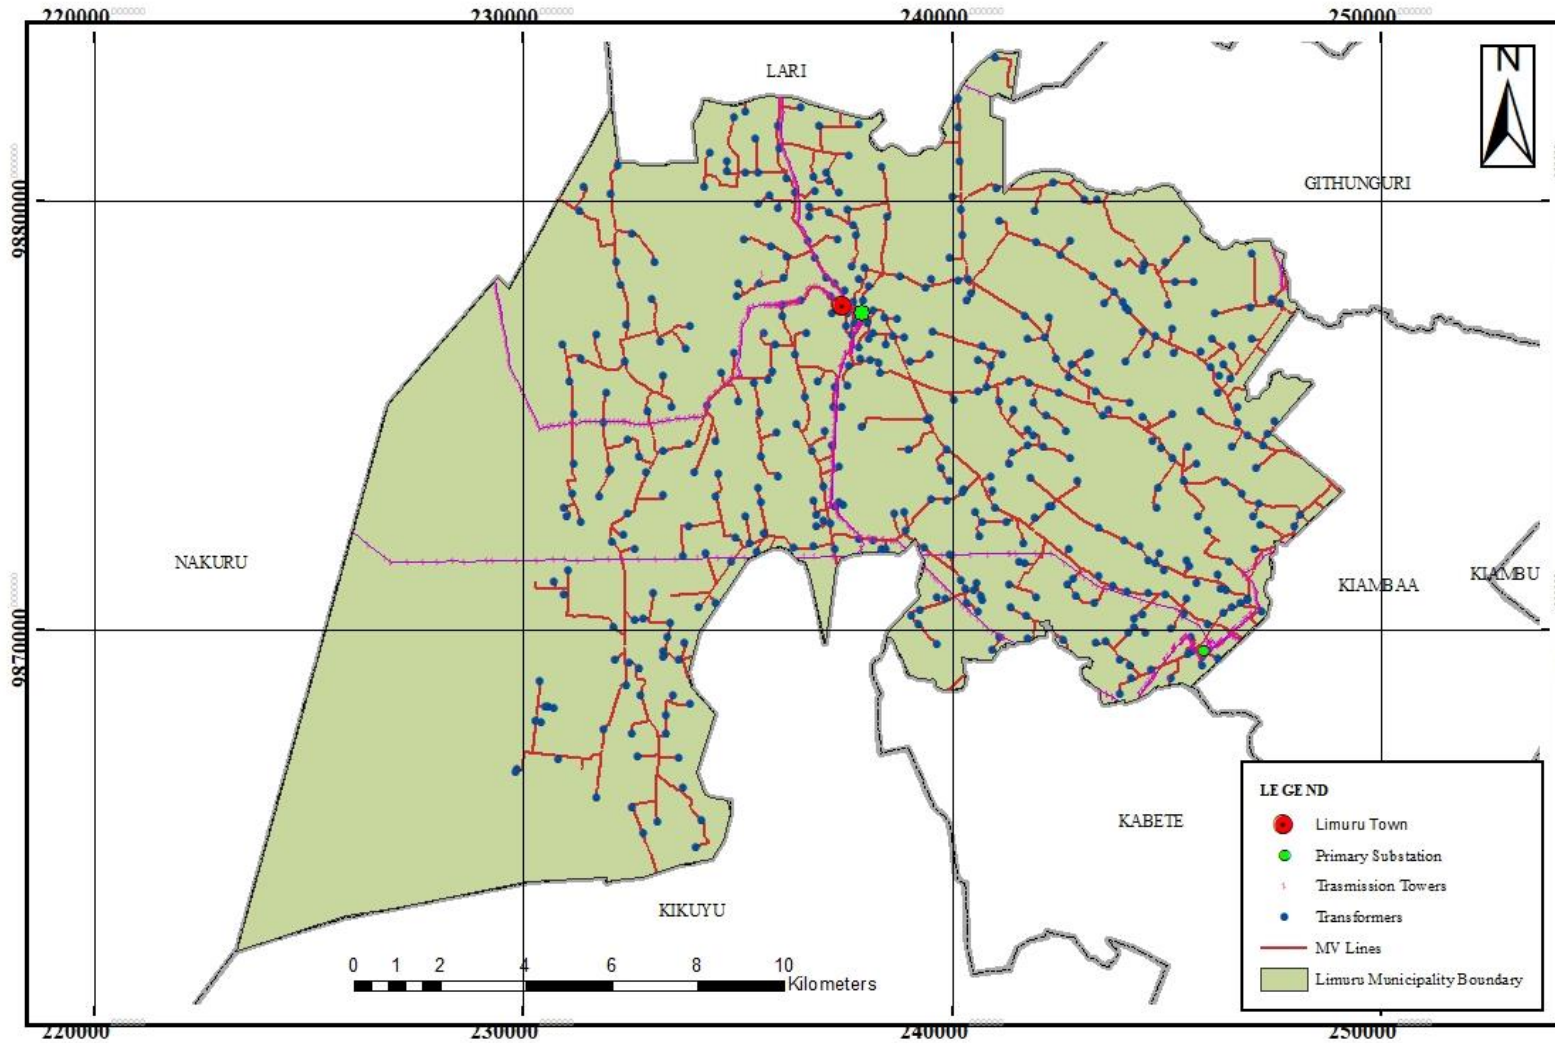 220000 230000 240000 250000
N
LARI
GITHUNGURI
9880000 9880000
NAKURU
KIAMBAA
KIAMBU
9870000 9870000
KABETE
KIKUYU
LEGEND
Limuru Town
Primary Substation
Trasmission Towers
Transformers
MV Lines
Limuru Municipality Boundary
0 1 2 4 6 8 10
Kilometers
220000 230000 240000 250000